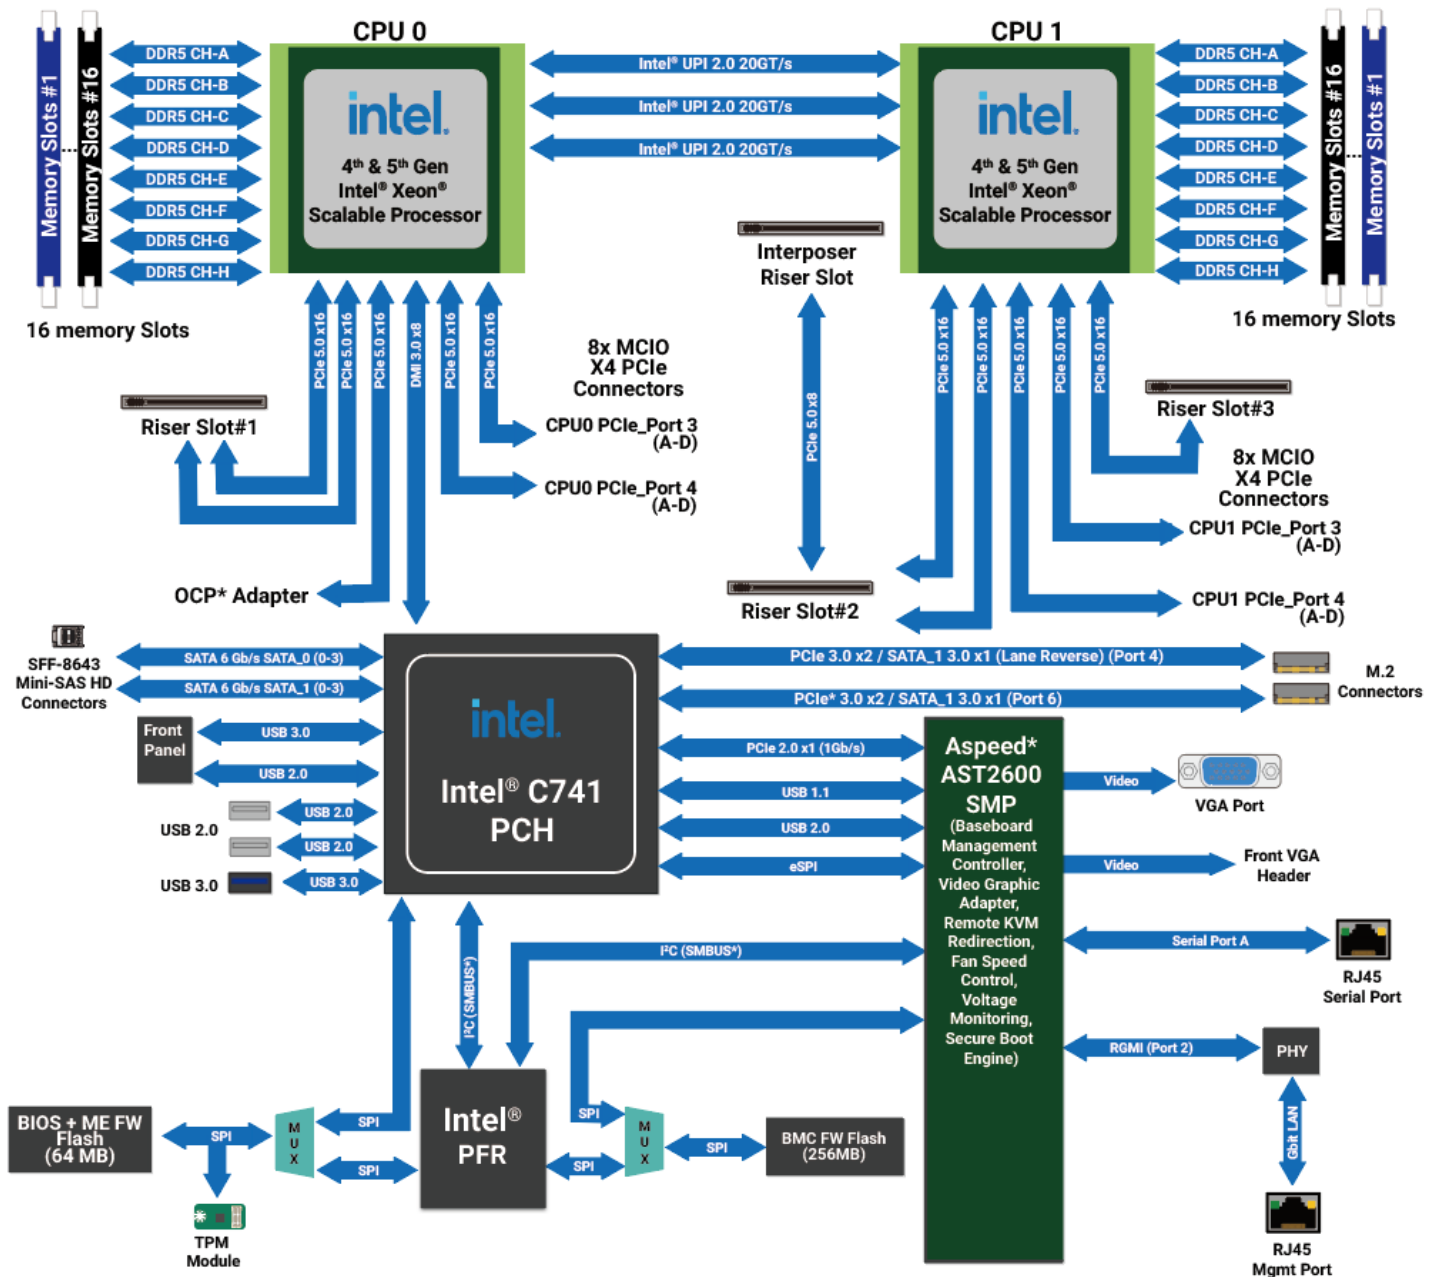 CPU 0
CPU 1
Memory Slots #1
Memory Slots #16
DDR5 CH-A
DDR5 CH-B
DDR5 CH-C
DDR5 CH-D
DDR5 CH-E
DDR5 CH-F
DDR5 CH-G
DDR5 CH-H
16 memory Slots
intel.
4th & 5th Gen
Intel® Xeon®
Scalable Processor
Intel® UPI 2.0 20GT/s
Intel® UPI 2.0 20GT/s
Intel® UPI 2.0 20GT/s
intel.
4th & 5th Gen
Intel® Xeon®
Scalable Processor
DDR5 CH-A
DDR5 CH-B
DDR5 CH-C
DDR5 CH-D
DDR5 CH-E
DDR5 CH-F
DDR5 CH-G
DDR5 CH-H
Memory Slots #16
Memory Slots #1
16 memory Slots
Interposer
Riser Slot
PCIe 5.0 x16
PCIe 5.0 x16
PCIe 5.0 x16
DMI 3.0 x8
PCIe 5.0 x16
PCIe 5.0 x16
8x MCIO
X4 PCIe
Connectors
CPU0 PCIe_Port 3
(A-D)
CPU0 PCIe_Port 4
(A-D)
Riser Slot#1
OCP* Adapter
PCIe 5.0 x8
Riser Slot#2
PCIe 5.0 x16
PCIe 5.0 x16
PCIe 5.0 x16
PCIe 5.0 x16
PCIe 5.0 x16
Riser Slot#3
8x MCIO
X4 PCIe
Connectors
CPU1 PCIe_Port 3
(A-D)
CPU1 PCIe_Port 4
(A-D)
SFF-8643
Mini-SAS HD
Connectors
SATA 6 Gb/s SATA_0 (0-3)
SATA 6 Gb/s SATA_1 (0-3)
Front
Panel
USB 3.0
USB 2.0
USB 2.0
USB 2.0
USB 2.0
USB 3.0
USB 3.0
intel.
Intel® C741
PCH
PCIe 3.0 x2 / SATA_1 3.0 x1 (Lane Reverse) (Port 4)
PCIe* 3.0 x2 / SATA_1 3.0 x1 (Port 6)
M.2
Connectors
PCIe 2.0 x1 (1Gb/s)
USB 1.1
USB 2.0
eSPI
Aspeed*
AST2600
SMP
(Baseboard
Management
Controller,
Video Graphic
Adapter,
Remote KVM
Redirection,
Fan Speed
Control,
Voltage
Monitoring,
Secure Boot
Engine)
Video
VGA Port
Video
Front VGA
Header
Serial Port A
RJ45
Serial Port
RGMI (Port 2)
PHY
Gbit LAN
RJ45
Mgmt Port
I²C (SMBUS*)
I²C (SMBUS*)
Intel®
PFR
BIOS + ME FW
Flash
(64 MB)
SPI
TPM
Module
MUX
SPI
SPI
SPI
SPI
MUX
SPI
BMC FW Flash
(256MB)